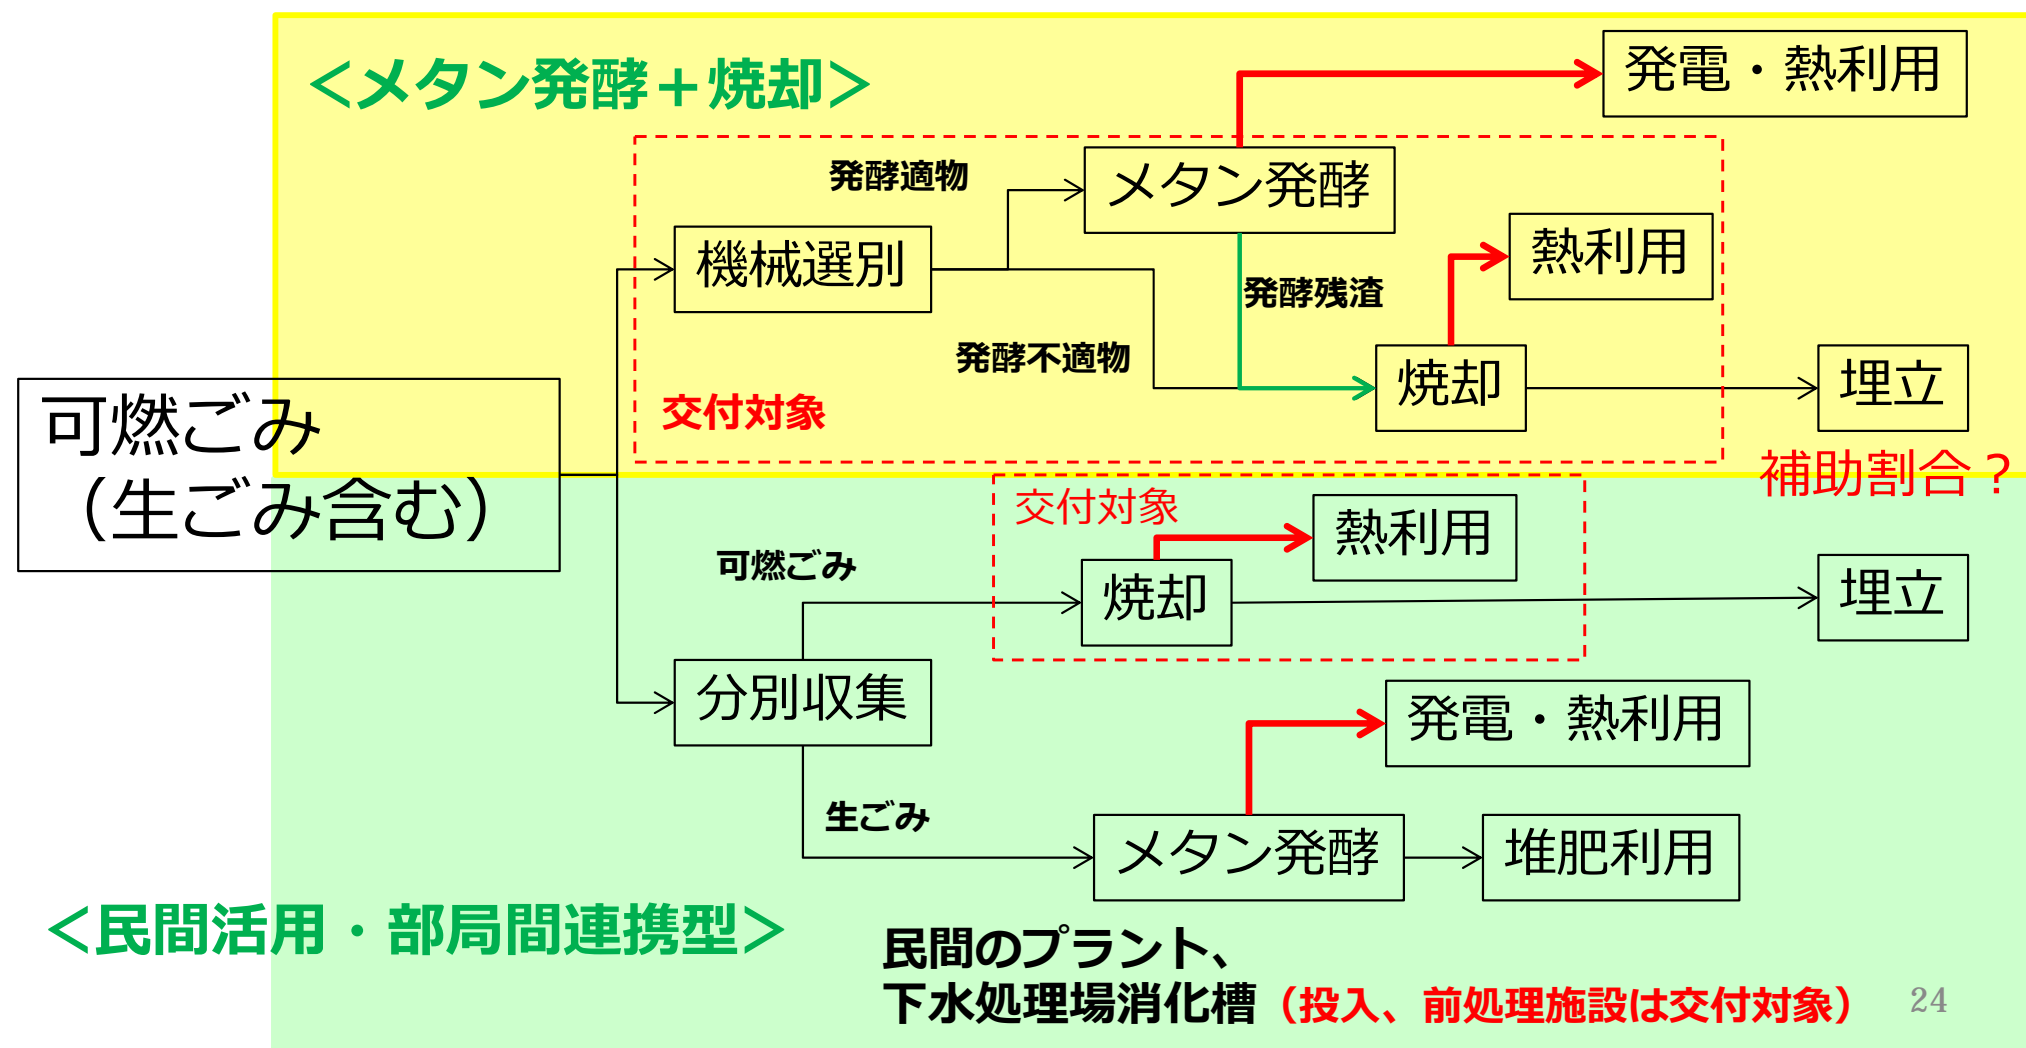 ＜メタン発酵＋焼却＞
発電・熱利用
発酵適物
メタン発酵
機械選別
熱利用
発酵残渣
発酵不適物
焼却
埋立
交付対象
可燃ごみ
（生ごみ含む）
補助割合？
交付対象
熱利用
可燃ごみ
焼却
埋立
分別収集
発電・熱利用
生ごみ
メタン発酵
堆肥利用
＜民間活用・部局間連携型＞
民間のプラント、
下水処理場消化槽（投入、前処理施設は交付対象）
24